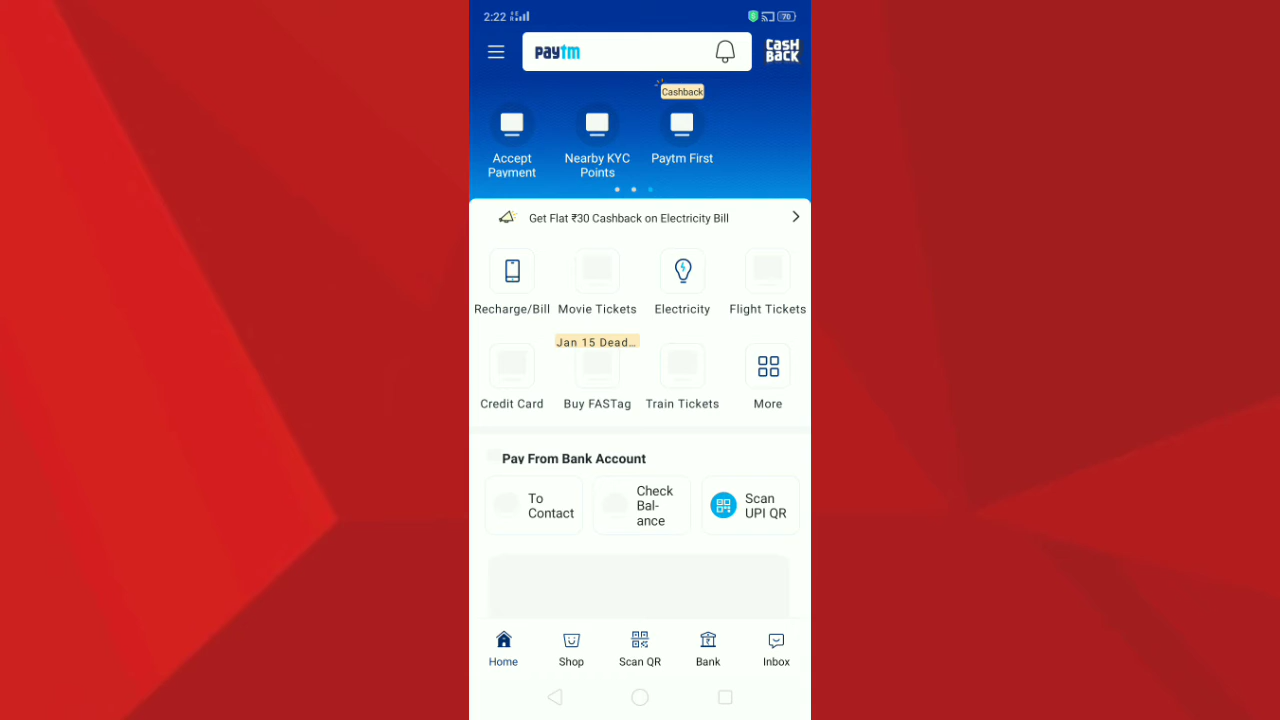 2:22
70
paytm
CASH
BACK
Cashback
Accept
Payment
Nearby KYC
Points
Paytm First
Get Flat ₹30 Cashback on Electricity Bill
Recharge/Bill
Movie Tickets
Electricity
Flight Tickets
Jan 15 Dead...
Credit Card
Buy FASTag
Train Tickets
More
Pay From Bank Account
To
Contact
Check
Bal-
ance
Scan
UPI QR
Home
Shop
Scan QR
Bank
Inbox